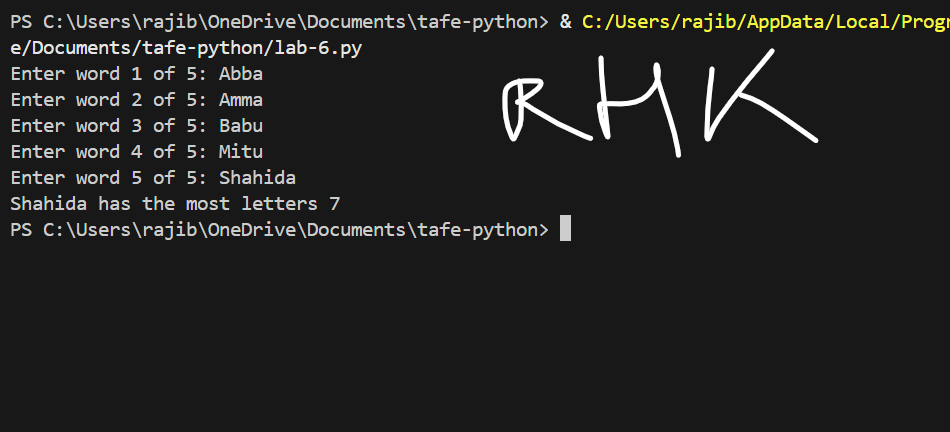 PS C:\Users\rajib\OneDrive\Documents\tafe-python> & C:/Users/rajib/AppData/Local/Progr
e/Documents/tafe-python/lab-6.py
Enter word 1 of 5: Abba
Enter word 2 of 5: Amma
Enter word 3 of 5: Babu
Enter word 4 of 5: Mitu
Enter word 5 of 5: Shahida
Shahida has the most letters 7
PS C:\Users\rajib\OneDrive\Documents\tafe-python>
RHK